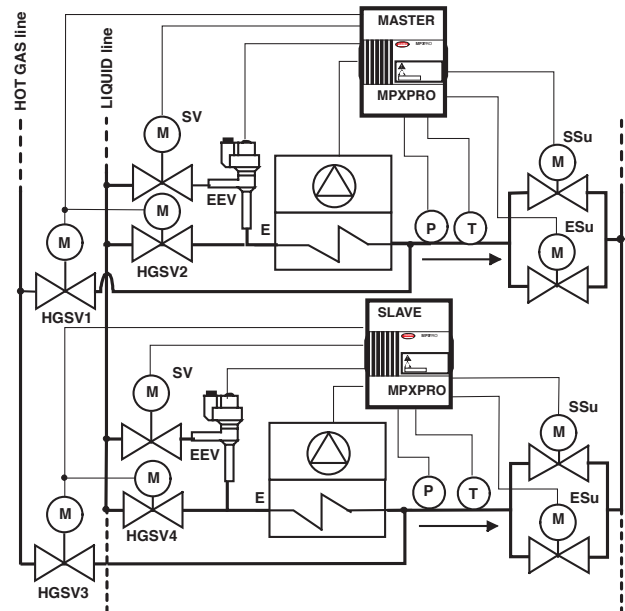 HOT GAS line
LIQUID line
MASTER
MPXPRO
SV
M
EEV
M
HGSV2
M
HGSV1
E
P
T
SSu
M
ESu
M
SLAVE
MPXPRO
SV
M
EEV
M
HGSV4
M
HGSV3
E
P
T
SSu
M
ESu
M